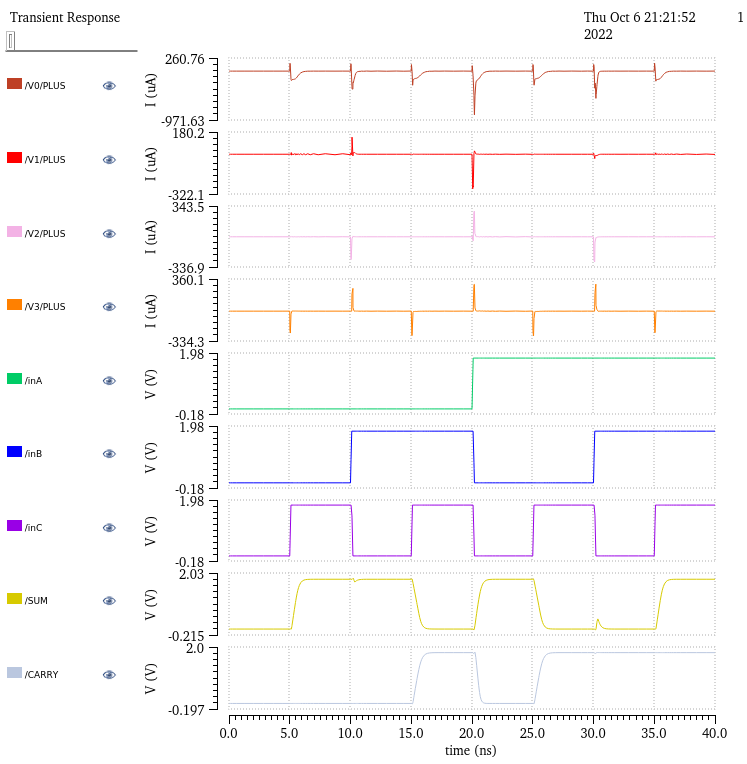 Transient Response
Thu Oct 6 21:21:52 1
2022
/V0/PLUS
260.76
I (uA)
-971.63
/V1/PLUS
180.2
I (uA)
-322.1
/V2/PLUS
343.5
I (uA)
-336.9
/V3/PLUS
360.1
I (uA)
-334.3
/inA
1.98
V (V)
-0.18
/inB
1.98
V (V)
-0.18
/inC
1.98
V (V)
-0.18
/SUM
2.03
V (V)
-0.215
/CARRY
2.0
V (V)
-0.197
0.0 5.0 10.0 15.0 20.0 25.0 30.0 35.0 40.0
time (ns)